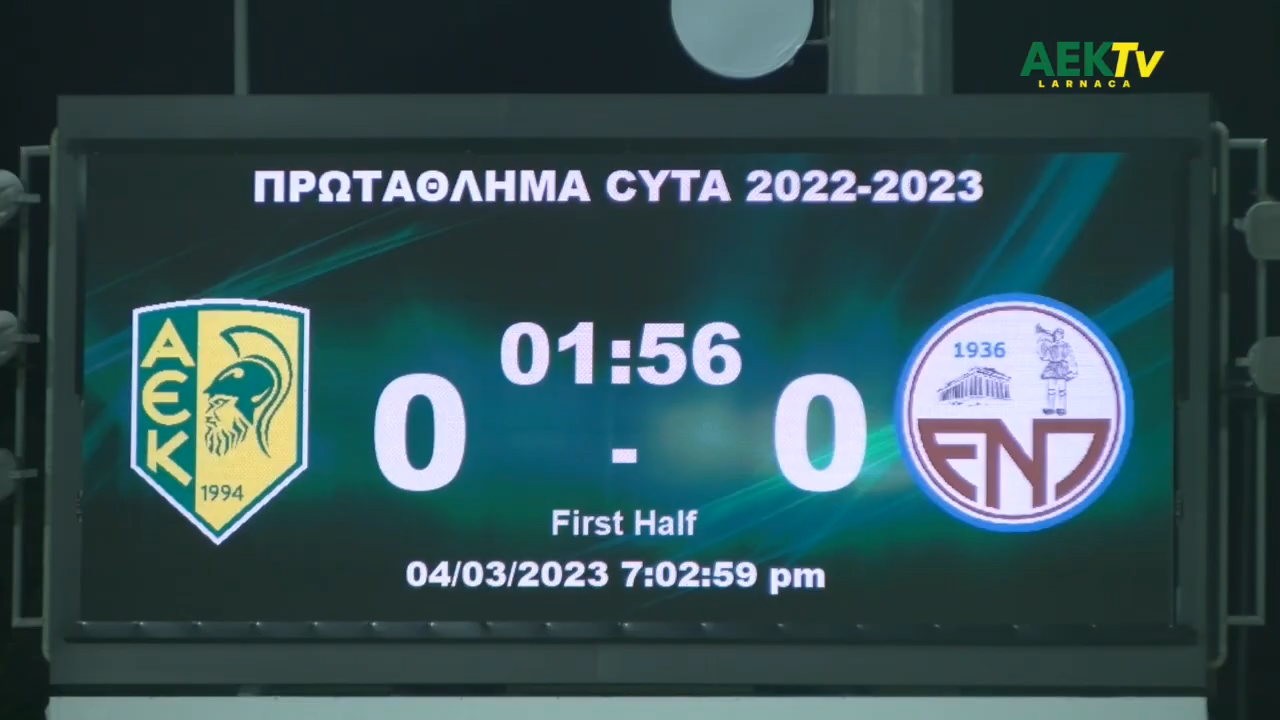 AEKTv
LARNACA
ΠΡΩΤΑΘΛΗΜΑ CYTA 2022-2023
ΑΕΚ
1994
01:56
0 - 0
1936
ΕΝΠ
First Half
04/03/2023 7:02:59 pm